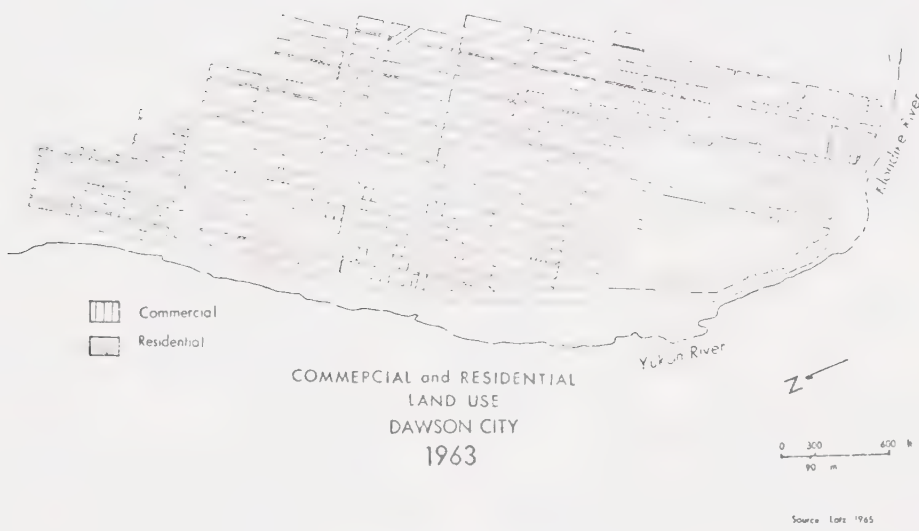 Klondike River
Commercial
Residential
Yukon River
COMMEPCIAL and RESIDENTIAL
LAND USE
DAWSON CITY
1963
N
0 300 600 ft
90 m
Source Lotz 1965